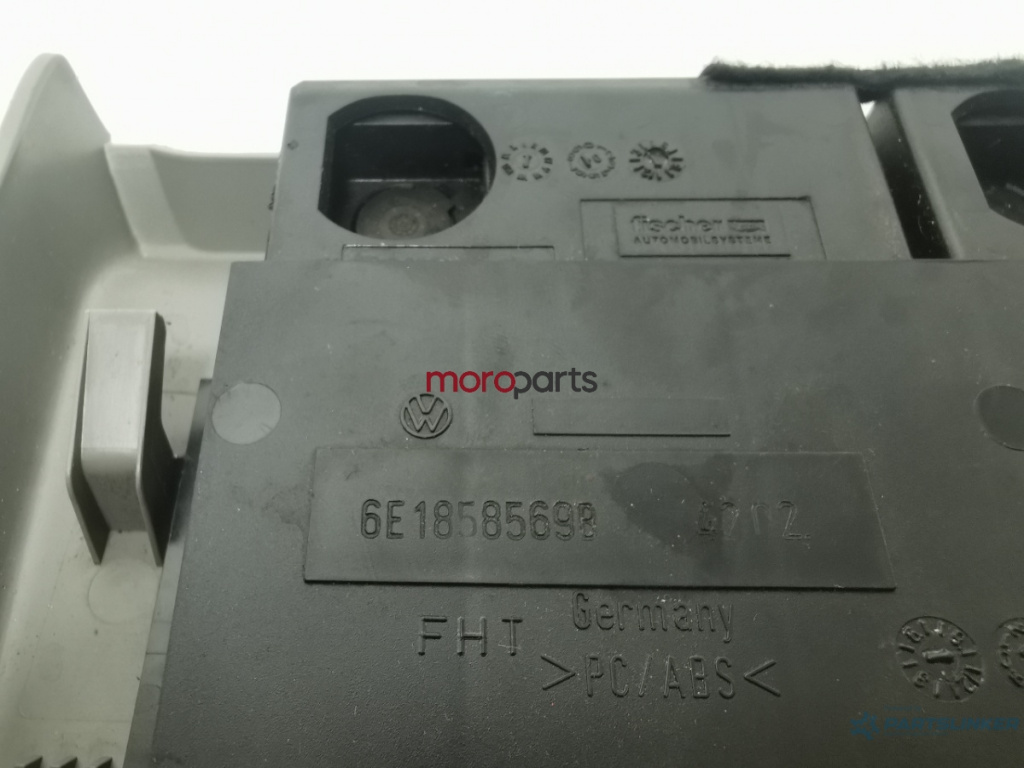 fischer
AUTOMOBILSYSTEME
moroparts
6E1858569B
Germany
FHT
>PC/ABS<